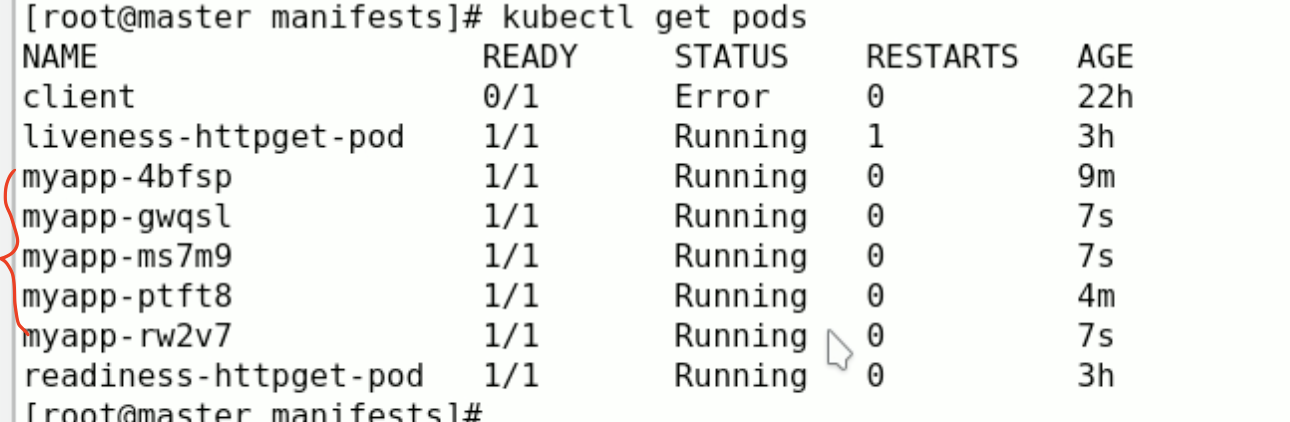 [root@master manifests]# kubectl get pods
NAME READY STATUS RESTARTS AGE
client 0/1 Error 0 22h
liveness-httpget-pod 1/1 Running 1 3h
myapp-4bfsp 1/1 Running 0 9m
myapp-gwqsl 1/1 Running 0 7s
myapp-ms7m9 1/1 Running 0 7s
myapp-ptft8 1/1 Running 0 4m
myapp-rw2v7 1/1 Running 0 7s
readiness-httpget-pod 1/1 Running 0 3h
[root@master manifests]#